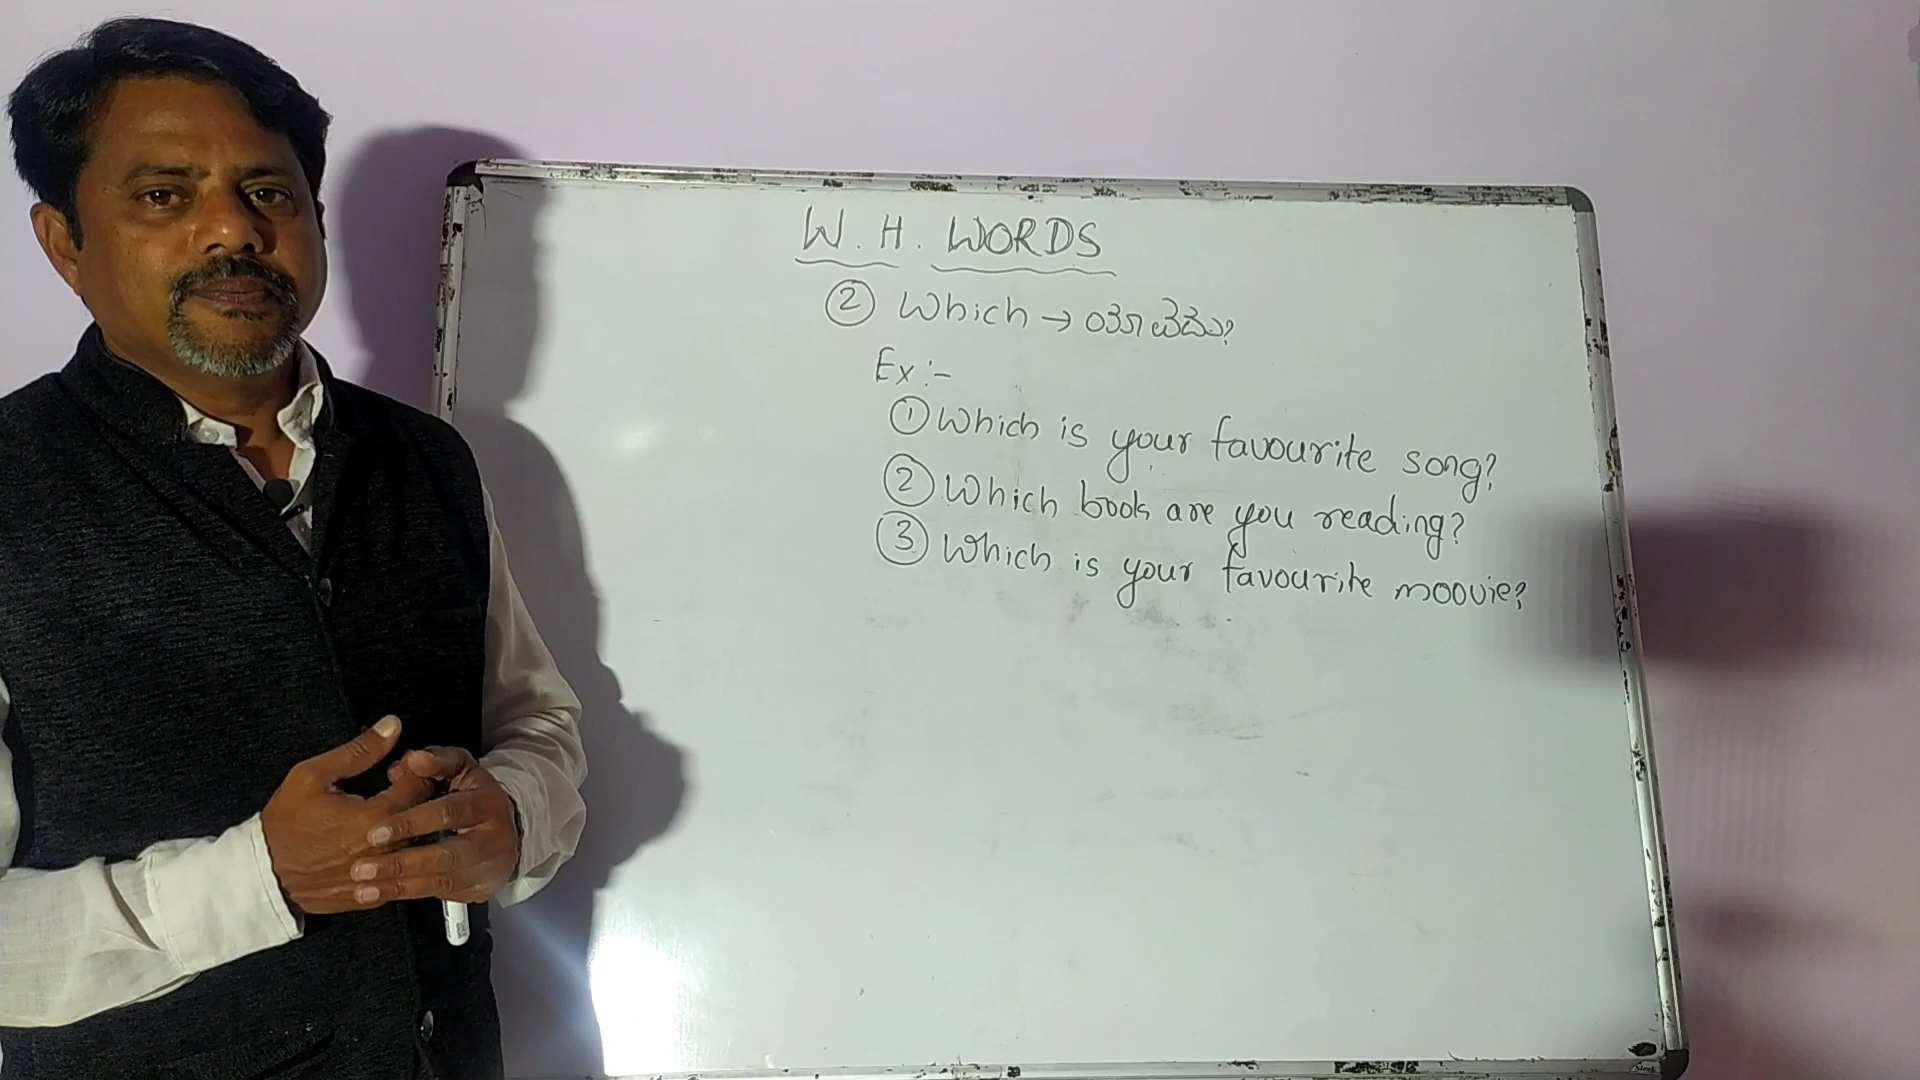 W. H. WORDS
② Which → ಯಾವುದು?
Ex:-
① Which is your favourite song?
② Which book are you reading?
③ Which is your favourite moovie?